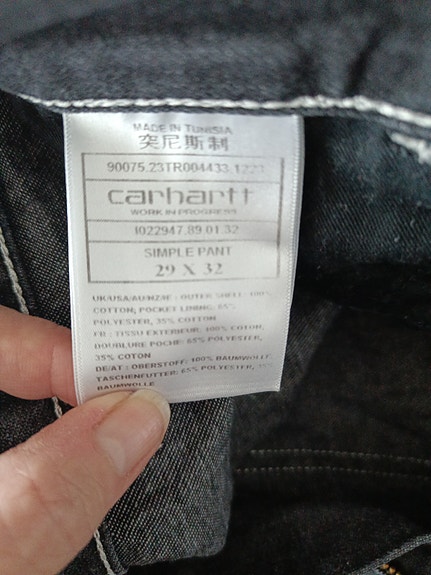 MADE IN TUNISIA
突尼斯制
90075.23TR004433-1223
carhartt
WORK IN PROGRESS
I022947.89.01.32
SIMPLE PANT
29 X 32
UK/USA/AU/NZ/IE : OUTER SHELL: 100%
COTTON, POCKET LINING: 65%
POLYESTER, 35% COTTON
FR : TISSU EXTERIEUR: 100% COTON,
DOUBLURE POCHE: 65% POLYESTER,
35% COTON
DE/AT : OBERSTOFF: 100% BAUMWOLLE,
TASCHENFUTTER: 65% POLYESTER, 35%
BAUMWOLLE